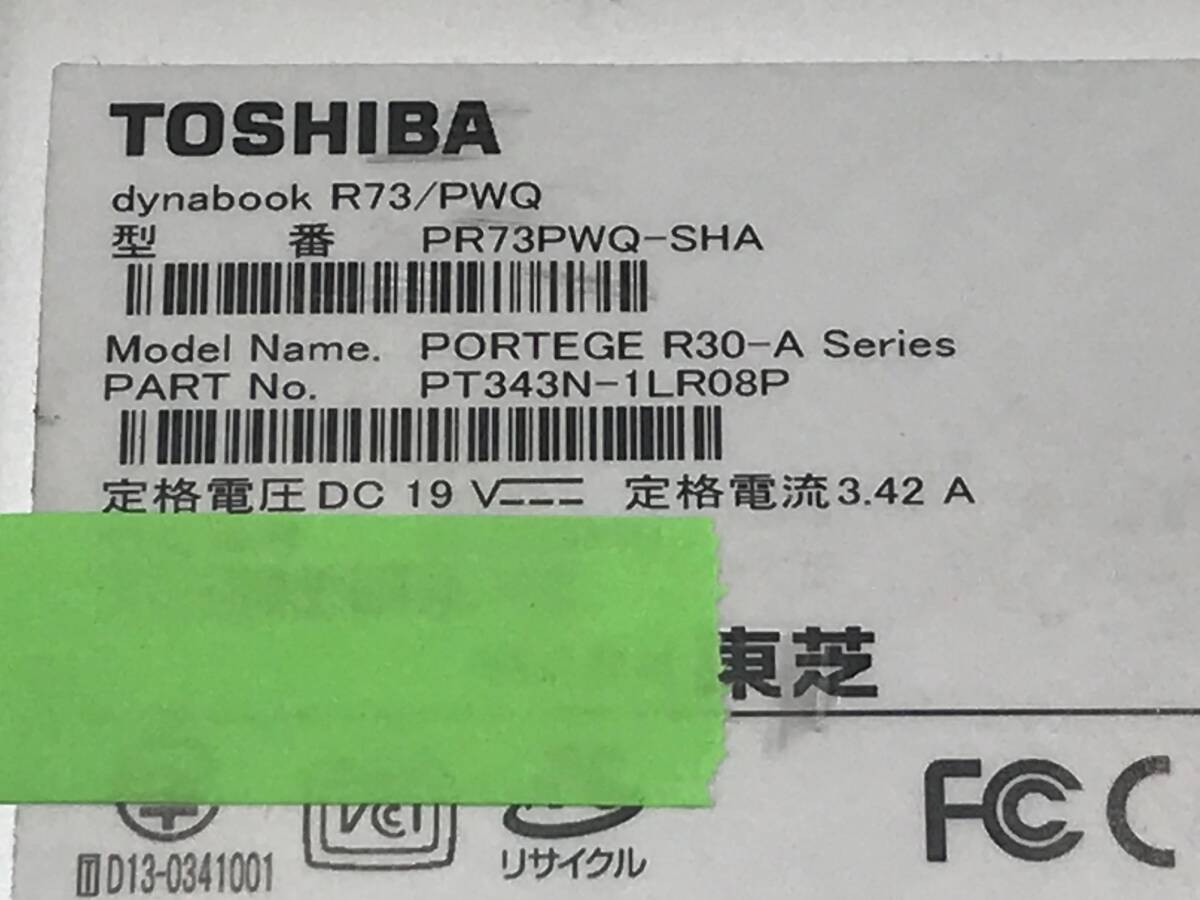 TOSHIBA
dynabook R73/PWQ
型 番 PR73PWQ-SHA
Model Name. PORTEGE R30-A Series
PART No. PT343N-1LR08P
定格電圧 DC 19 V 定格電流 3.42 A
東芝
FC
VCCI
リサイクル
D13-0341001